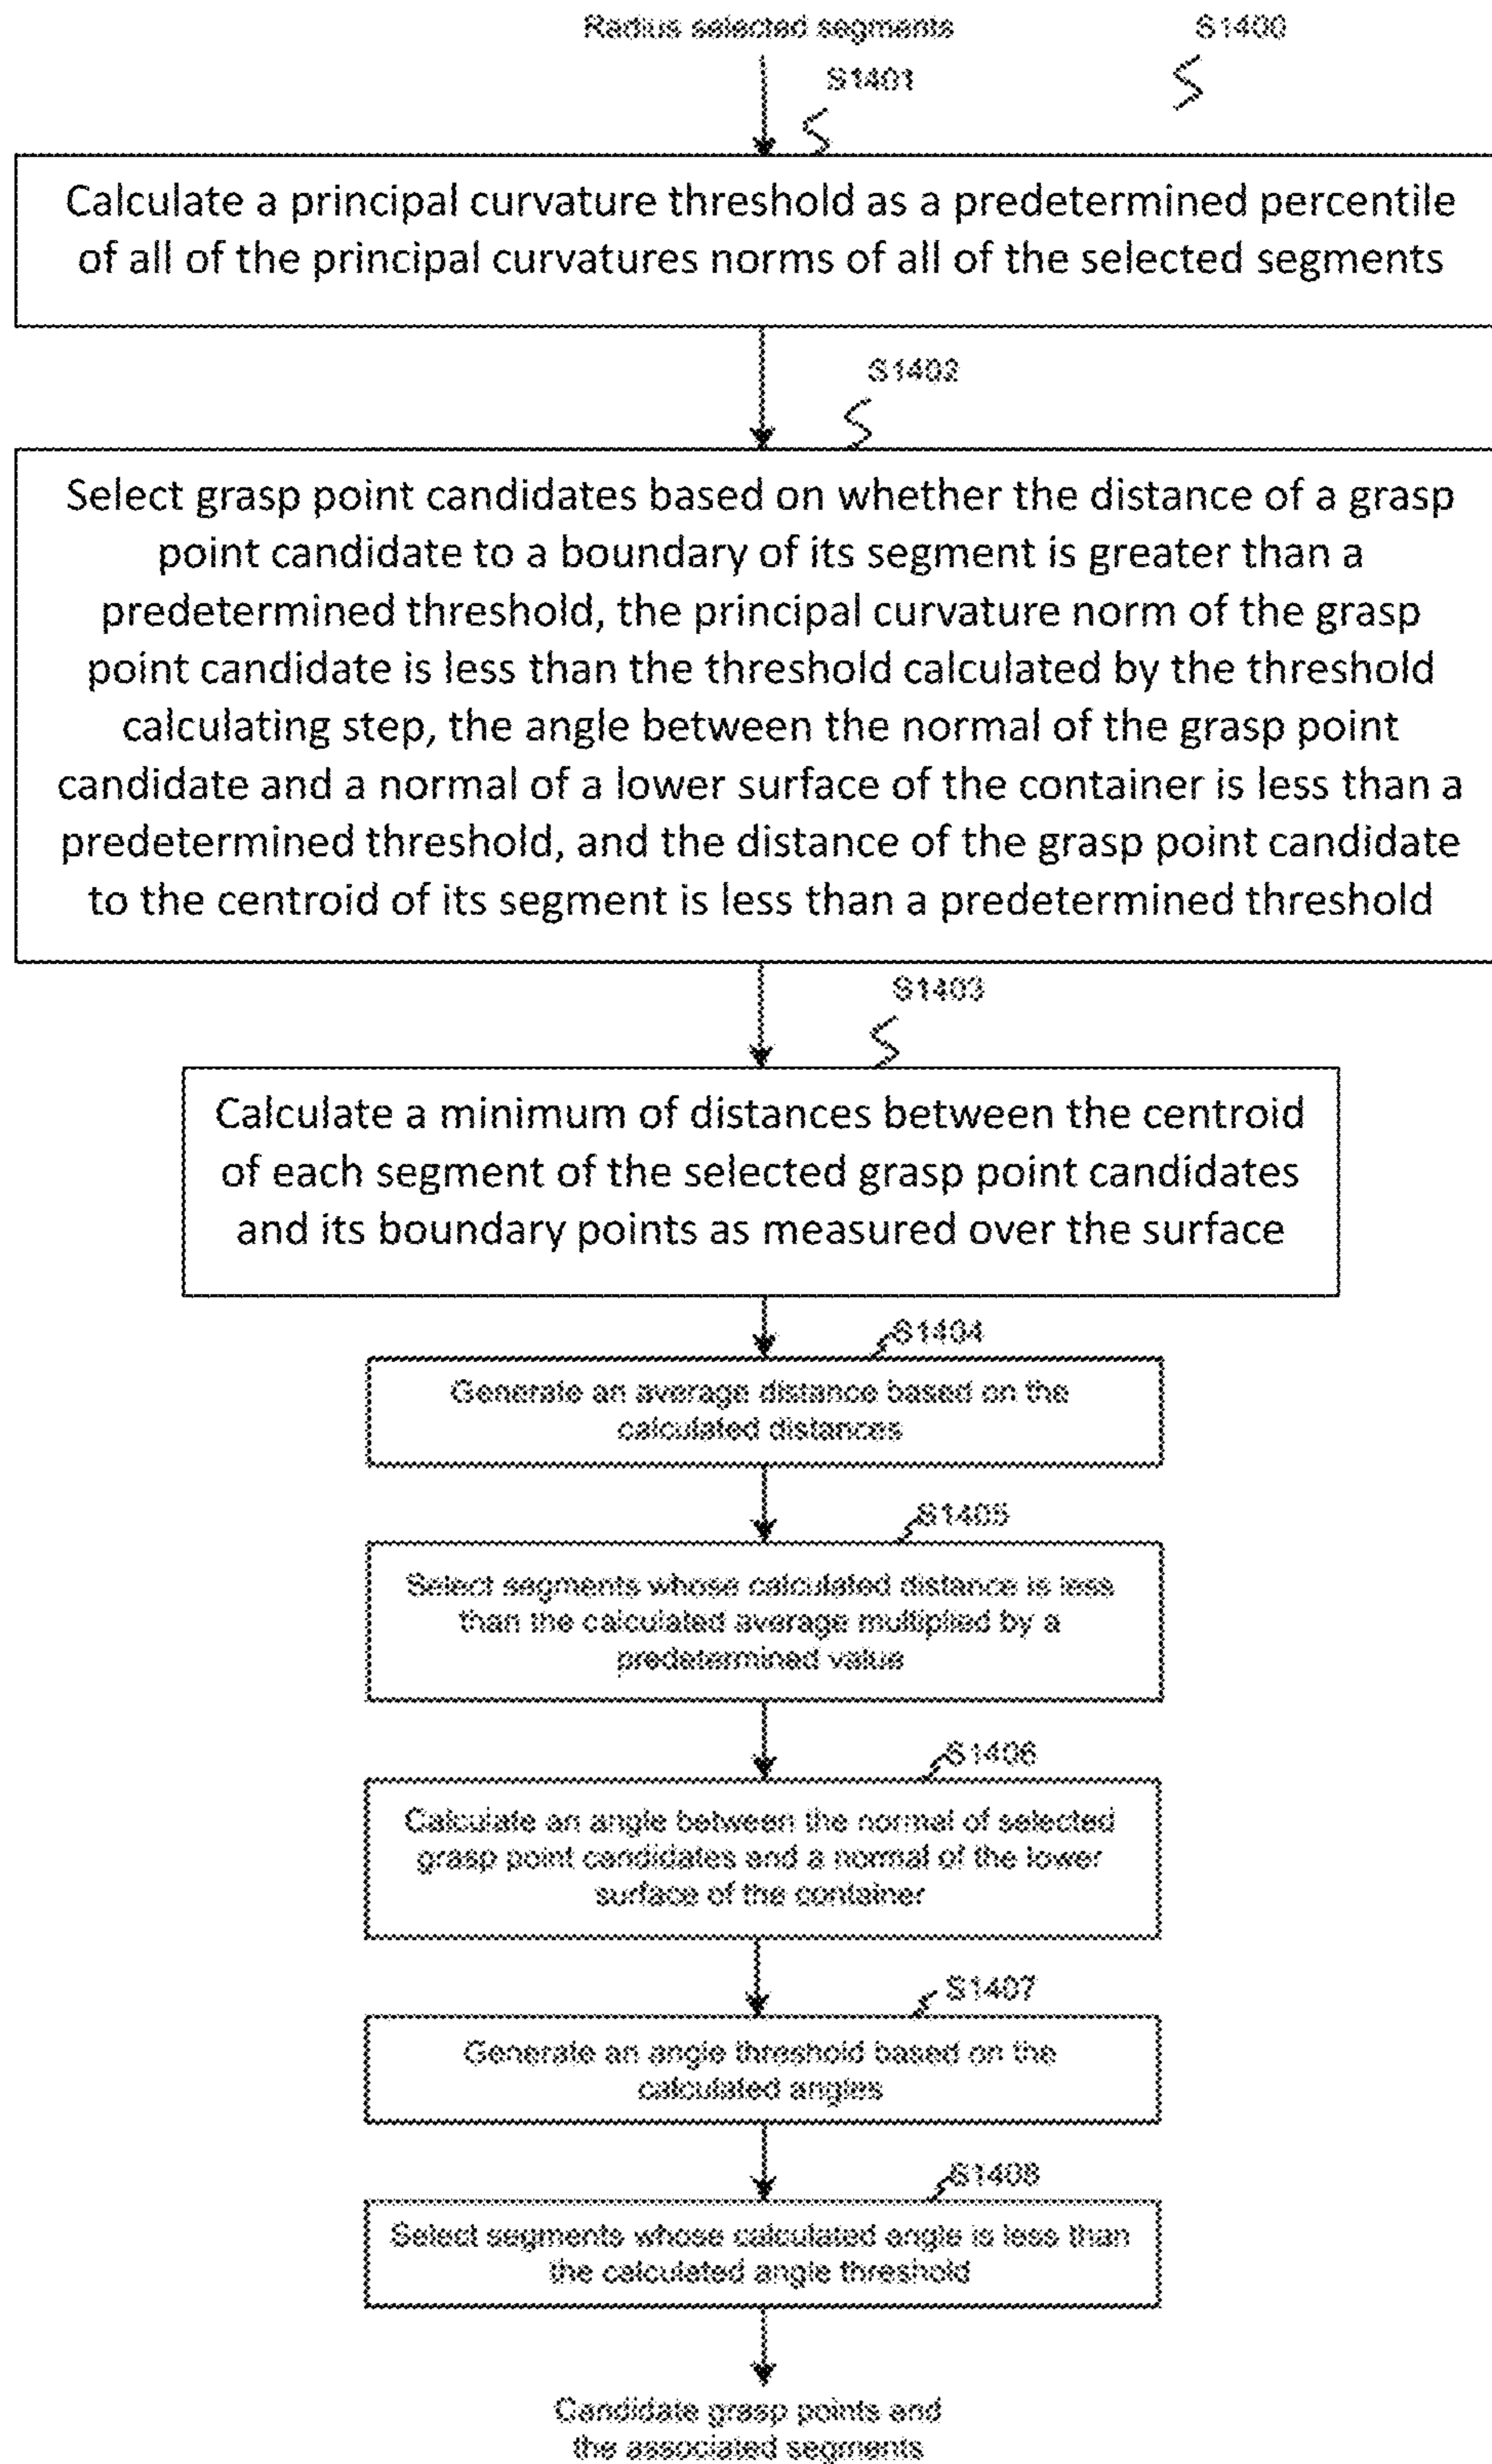 Radius selected segments
S1400
S1401
Calculate a principal curvature threshold as a predetermined percentile
of all of the principal curvatures norms of all of the selected segments
S1402
Select grasp point candidates based on whether the distance of a grasp
point candidate to a boundary of its segment is greater than a
predetermined threshold, the principal curvature norm of the grasp
point candidate is less than the threshold calculated by the threshold
calculating step, the angle between the normal of the grasp point
candidate and a normal of a lower surface of the container is less than a
predetermined threshold, and the distance of the grasp point candidate
to the centroid of its segment is less than a predetermined threshold
S1403
Calculate a minimum of distances between the centroid
of each segment of the selected grasp point candidates
and its boundary points as measured over the surface
S1404
Generate an average distance based on the
calculated distances
S1405
Select segments whose calculated distance is less
than the calculated average multiplied by a
predetermined value
S1406
Calculate an angle between the normal of selected
grasp point candidates and a normal of the lower
surface of the container
S1407
Generate an angle threshold based on the
calculated angles
S1408
Select segments whose calculated angle is less than
the calculated angle threshold
Candidate grasp points and
the associated segments